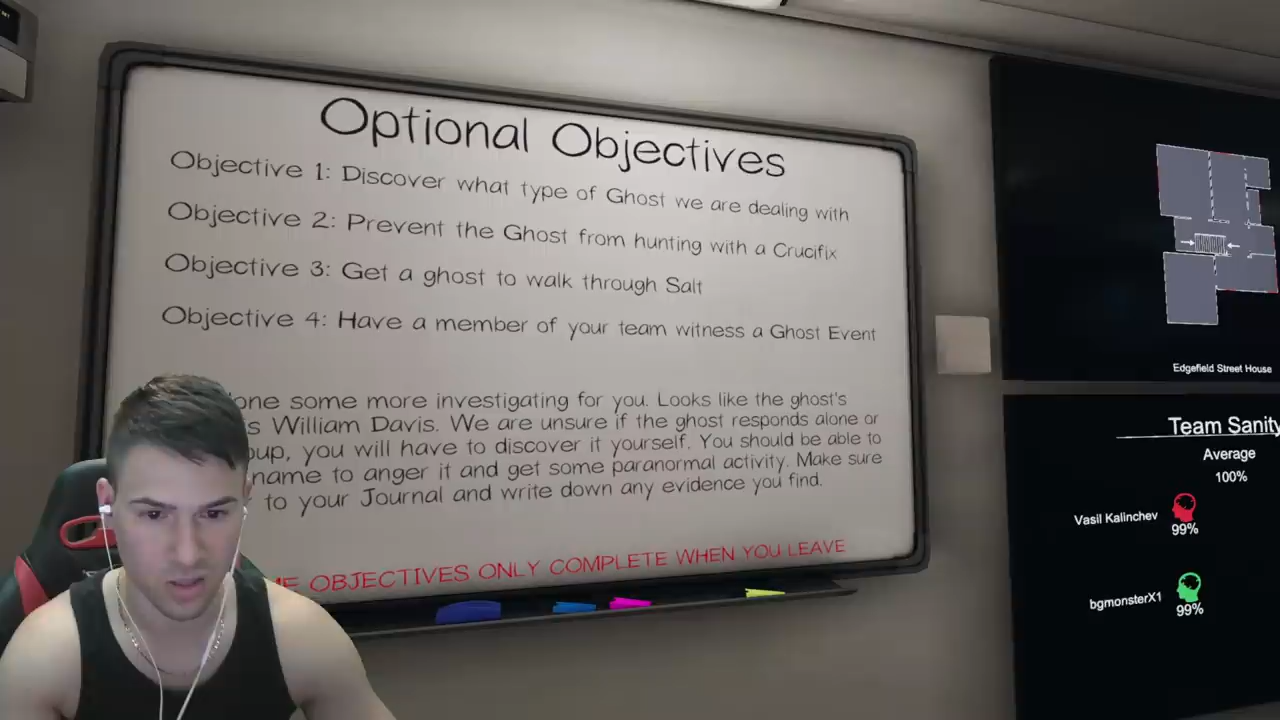 Optional Objectives
Objective 1: Discover what type of Ghost we are dealing with
Objective 2: Prevent the Ghost from hunting with a Crucifix
Objective 3: Get a ghost to walk through Salt
Objective 4: Have a member of your team witness a Ghost Event
some more investigating for you. Looks like the ghost's
William Davis. We are unsure if the ghost responds alone or
you will have to discover it yourself. You should be able to
name to anger it and get some paranormal activity. Make sure
to your Journal and write down any evidence you find.
OBJECTIVES ONLY COMPLETE WHEN YOU LEAVE
Edgefield Street House
Team Sanity
Average
100%
Vasil Kalinchev
99%
bgmonsterX1
99%